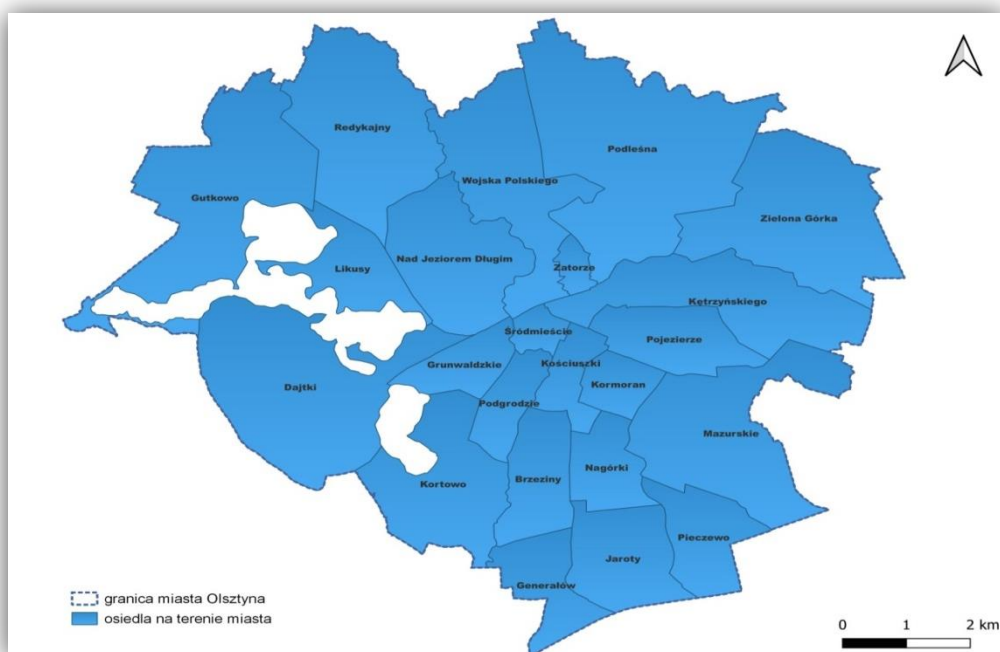 Redykajny
Podleśna
Wojska Polskiego
Gutkowo
Zielona Górka
Nad Jeziorem Długim
Likusy
Zatorze
Kętrzyńskiego
Śródmieście
Pojezierze
Grunwaldzkie
Kościuszki
Kormoran
Dajtki
Podgrodzie
Mazurskie
Nagórki
Brzeziny
Kortowo
Pieczewo
Jaroty
Generałów
granica miasta Olsztyna
osiedla na terenie miasta
0 1 2 km